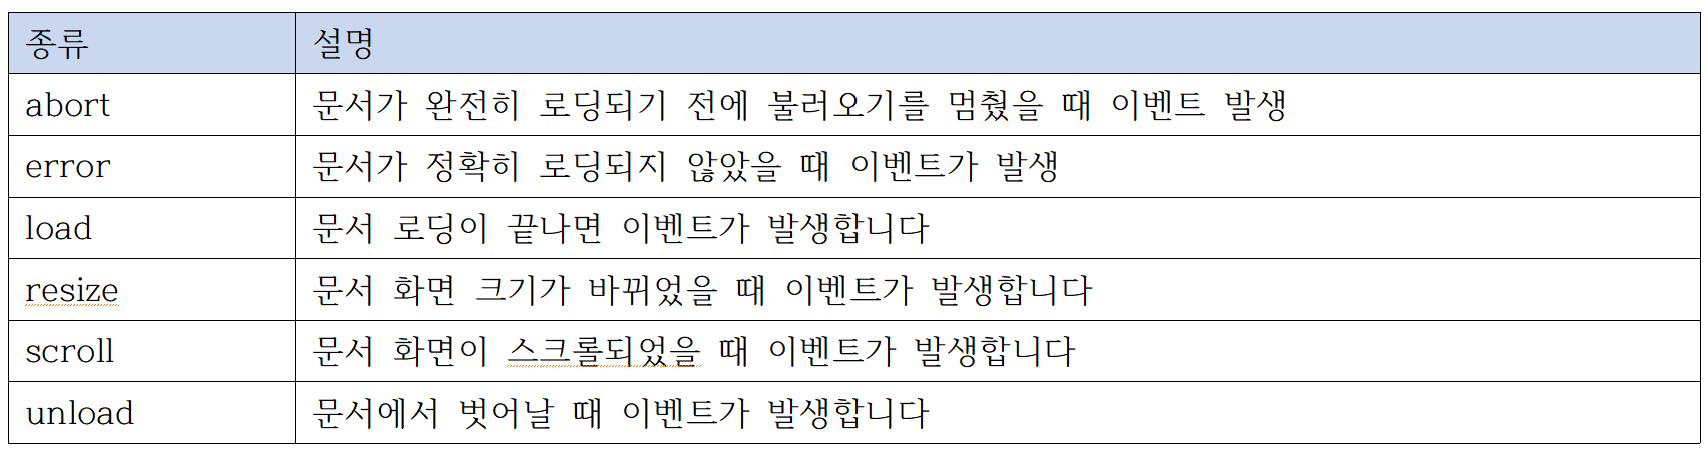 종류 설명
abort 문서가 완전히 로딩되기 전에 불러오기를 멈췄을 때 이벤트 발생
error 문서가 정확히 로딩되지 않았을 때 이벤트가 발생
load 문서 로딩이 끝나면 이벤트가 발생합니다
resize 문서 화면 크기가 바뀌었을 때 이벤트가 발생합니다
scroll 문서 화면이 스크롤되었을 때 이벤트가 발생합니다
unload 문서에서 벗어날 때 이벤트가 발생합니다